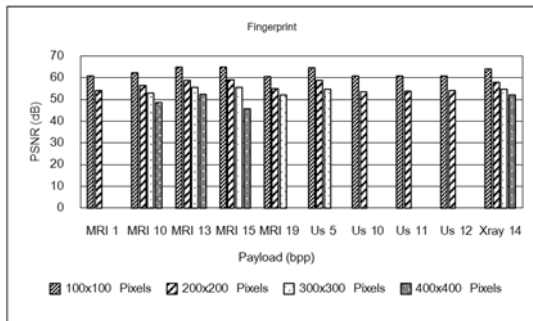 Fingerprint
70
60
50
40
30
20
10
0
PSNR (dB)
MRI 1 MRI 10 MRI 13 MRI 15 MRI 19 Us 5 Us 10 Us 11 Us 12 Xray 14
Payload (bpp)
100x100 Pixels 200x200 Pixels 300x300 Pixels 400x400 Pixels